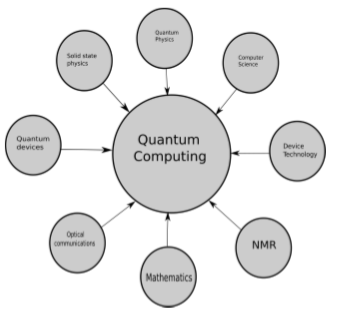 Quantum
Physics
Solid state
physics
Computer
Science
Quantum
devices
Quantum
Computing
Device
Technology
Optical
communications
Mathematics
NMR